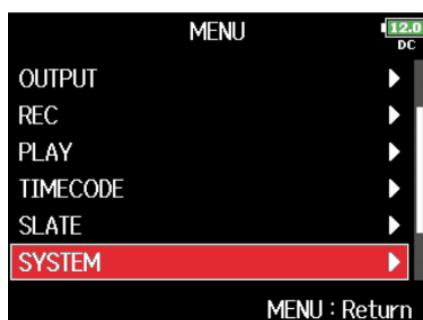 MENU
12.0
DC
OUTPUT
REC
PLAY
TIMECODE
SLATE
SYSTEM
MENU : Return